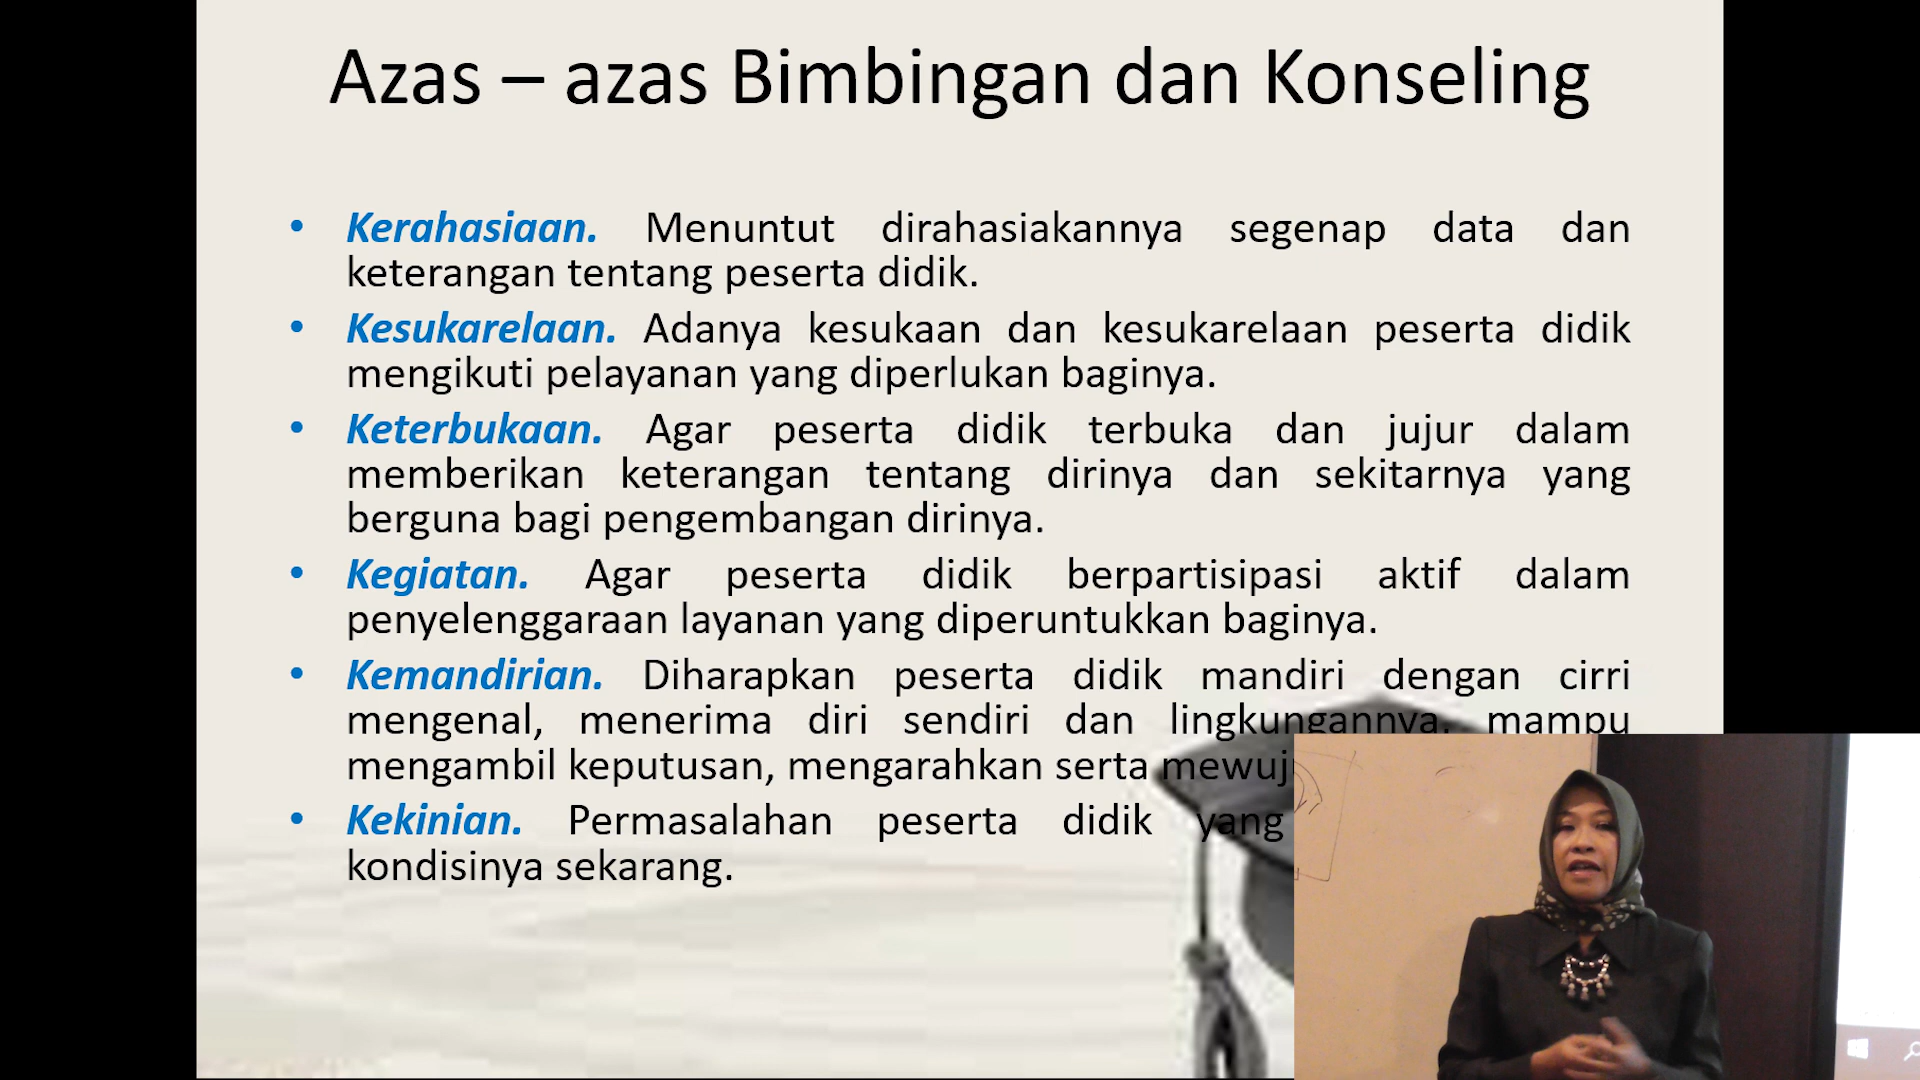 Azas – azas Bimbingan dan Konseling
• Kerahasiaan. Menuntut dirahasiakannya segenap data dan
keterangan tentang peserta didik.
• Kesukarelaan. Adanya kesukaan dan kesukarelaan peserta didik
mengikuti pelayanan yang diperlukan baginya.
• Keterbukaan. Agar peserta didik terbuka dan jujur dalam
memberikan keterangan tentang dirinya dan sekitarnya yang
berguna bagi pengembangan dirinya.
• Kegiatan. Agar peserta didik berpartisipasi aktif dalam
penyelenggaraan layanan yang diperuntukkan baginya.
• Kemandirian. Diharapkan peserta didik mandiri dengan cirri
mengenal, menerima diri sendiri dan lingkungannya, mampu
mengambil keputusan, mengarahkan serta
• Kekinian. Permasalahan peserta didik yang
kondisinya sekarang.